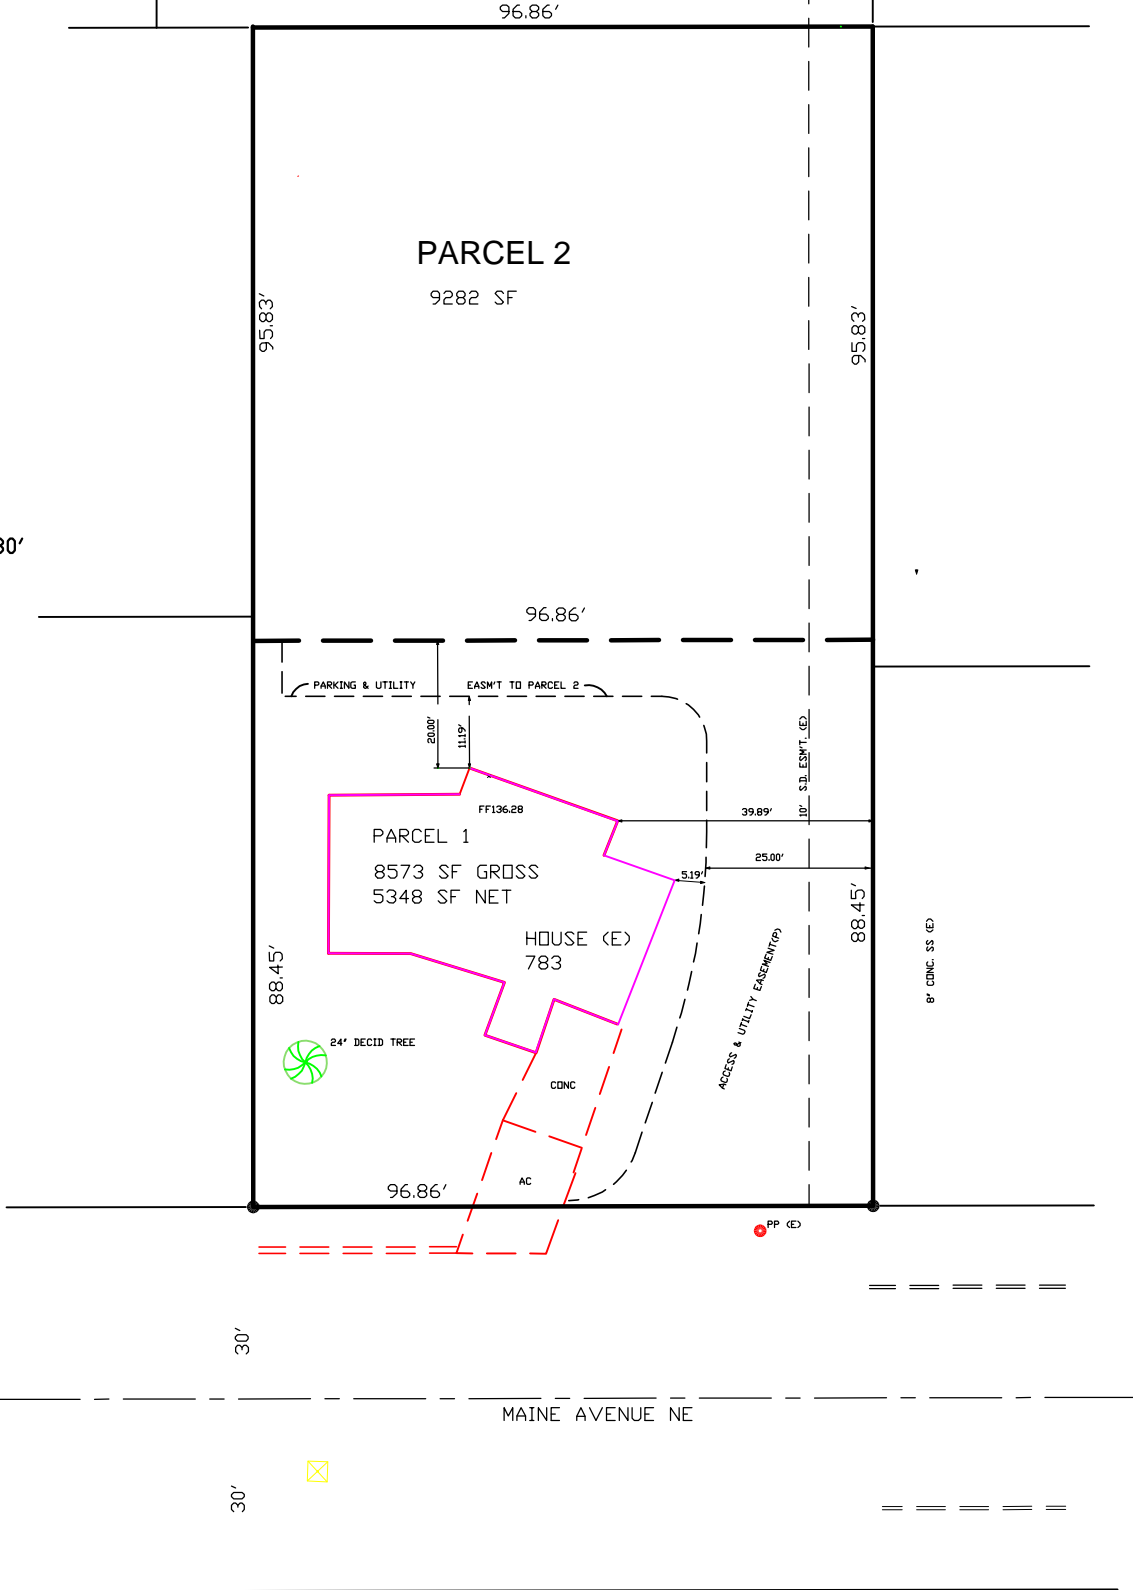 96.86'
PARCEL 2
9282 SF
95.83'
95.83'
96.86'
PARKING & UTILITY EASM'T TO PARCEL 2
20.00'
11.19'
10' S.D. ESM'T. (E)
FF136.28
39.89'
PARCEL 1
8573 SF GROSS
5348 SF NET
25.00'
5.19'
88.45'
HOUSE (E)
783
88.45'
8" CONC. SS (E)
ACCESS & UTILITY EASEMENT(P)
24" DECID TREE
CONC
AC
96.86'
PP (E)
30'
MAINE AVENUE NE
30'